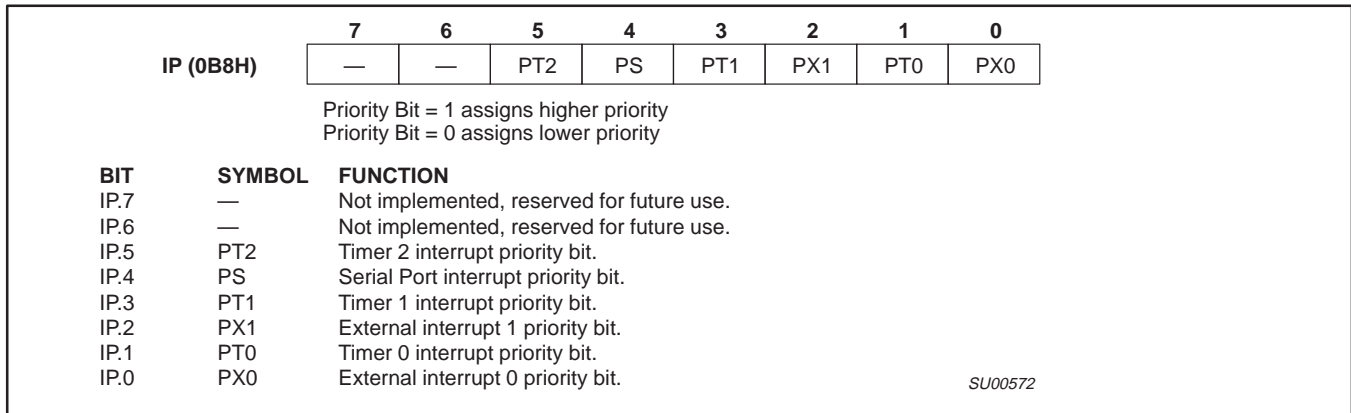 7 6 5 4 3 2 1 0
IP (0B8H) — — PT2 PS PT1 PX1 PT0 PX0
Priority Bit = 1 assigns higher priority
Priority Bit = 0 assigns lower priority
BIT SYMBOL FUNCTION
IP.7 — Not implemented, reserved for future use.
IP.6 — Not implemented, reserved for future use.
IP.5 PT2 Timer 2 interrupt priority bit.
IP.4 PS Serial Port interrupt priority bit.
IP.3 PT1 Timer 1 interrupt priority bit.
IP.2 PX1 External interrupt 1 priority bit.
IP.1 PT0 Timer 0 interrupt priority bit.
IP.0 PX0 External interrupt 0 priority bit.
SU00572